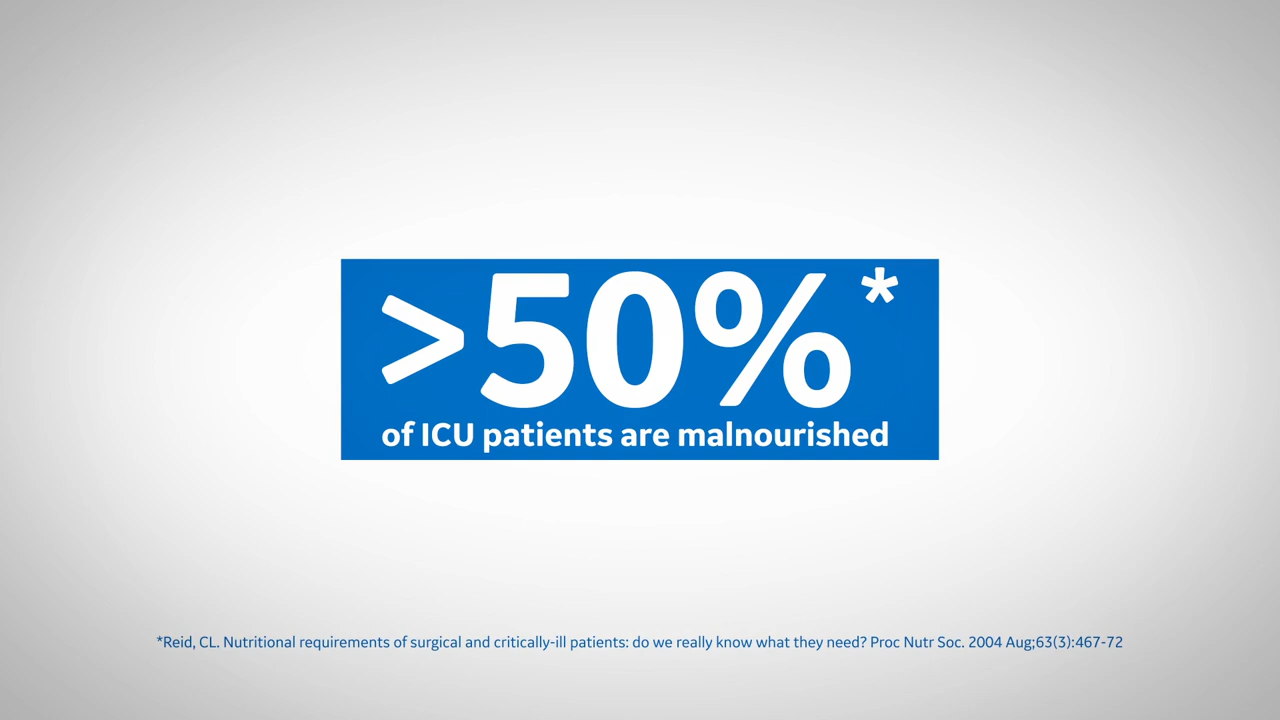 >50%*
of ICU patients are malnourished
*Reid, CL. Nutritional requirements of surgical and critically-ill patients: do we really know what they need? Proc Nutr Soc. 2004 Aug;63(3):467-72